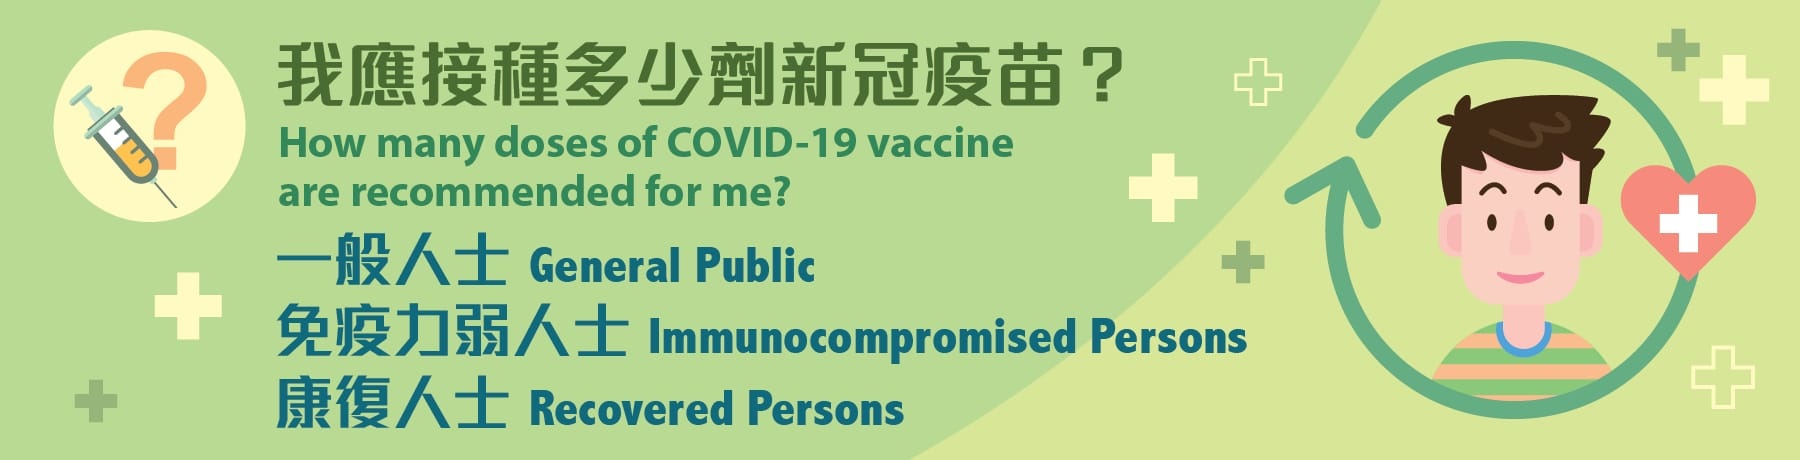 我應接種多少劑新冠疫苗？
How many doses of COVID-19 vaccine
are recommended for me?
一般人士 General Public
免疫力弱人士 Immunocompromised Persons
康復人士 Recovered Persons